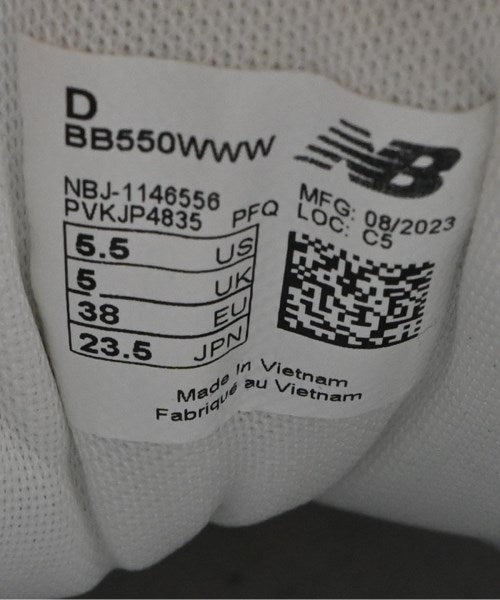 D
BB550WWW
NB
NBJ-1146556
PVKJP4835 PFQ
MFG: 08/2023
LOC: C5
5.5 US
5 UK
38 EU
23.5 JPN
Made In Vietnam
Fabriqué au Vietnam